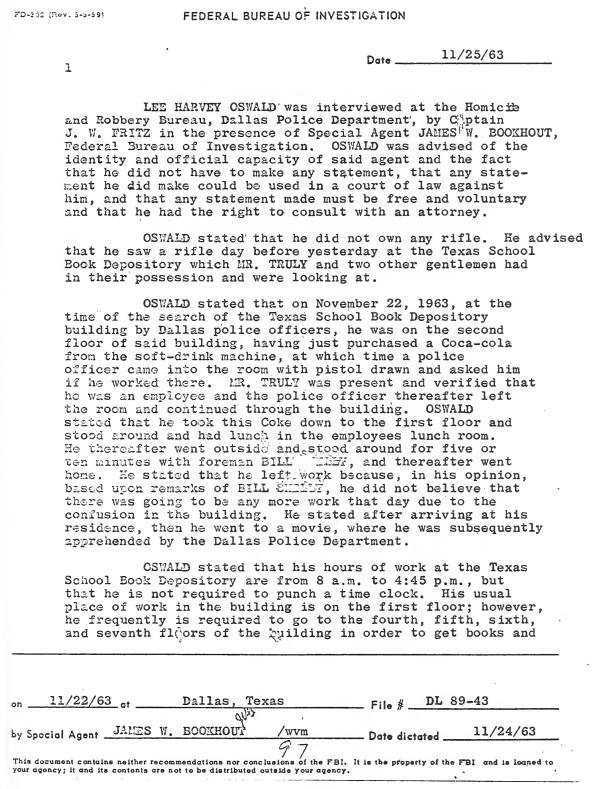 FD-302 (Rev. 3-3-59)
FEDERAL BUREAU OF INVESTIGATION
Date 11/25/63
1
LEE HARVEY OSWALD was interviewed at the Homicide
and Robbery Bureau, Dallas Police Department, by Captain
J. W. FRITZ in the presence of Special Agent JAMES W. BOOKHOUT,
Federal Bureau of Investigation. OSWALD was advised of the
identity and official capacity of said agent and the fact
that he did not have to make any statement, that any state-
ment he did make could be used in a court of law against
him, and that any statement made must be free and voluntary
and that he had the right to consult with an attorney.
OSWALD stated that he did not own any rifle. He advised
that he saw a rifle day before yesterday at the Texas School
Book Depository which MR. TRULY and two other gentlemen had
in their possession and were looking at.
OSWALD stated that on November 22, 1963, at the
time of the search of the Texas School Book Depository
building by Dallas police officers, he was on the second
floor of said building, having just purchased a Coca-cola
from the soft-drink machine, at which time a police
officer came into the room with pistol drawn and asked him
if he worked there. MR. TRULY was present and verified that
he was an employee and the police officer thereafter left
the room and continued through the building. OSWALD
stated that he took this Coke down to the first floor and
stood around and had lunch in the employees lunch room.
He thereafter went outside and stood around for five or
ten minutes with foreman BILL , and thereafter went
home. He stated that he left work because, in his opinion,
based upon remarks of BILL , he did not believe that
there was going to be any more work that day due to the
confusion in the building. He stated after arriving at his
residence, then he went to a movie, where he was subsequently
apprehended by the Dallas Police Department.
OSWALD stated that his hours of work at the Texas
School Book Depository are from 8 a.m. to 4:45 p.m., but
that he is not required to punch a time clock. His usual
place of work in the building is on the first floor; however,
he frequently is required to go to the fourth, fifth, sixth,
and seventh floors of the building in order to get books and
on 11/22/63 at Dallas, Texas File # DL 89-43
by Special Agent JAMES W. BOOKHOUT /wvm Date dictated 11/24/63
97
This document contains neither recommendations nor conclusions of the FBI. It is the property of the FBI and is loaned to
your agency; it and its contents are not to be distributed outside your agency.